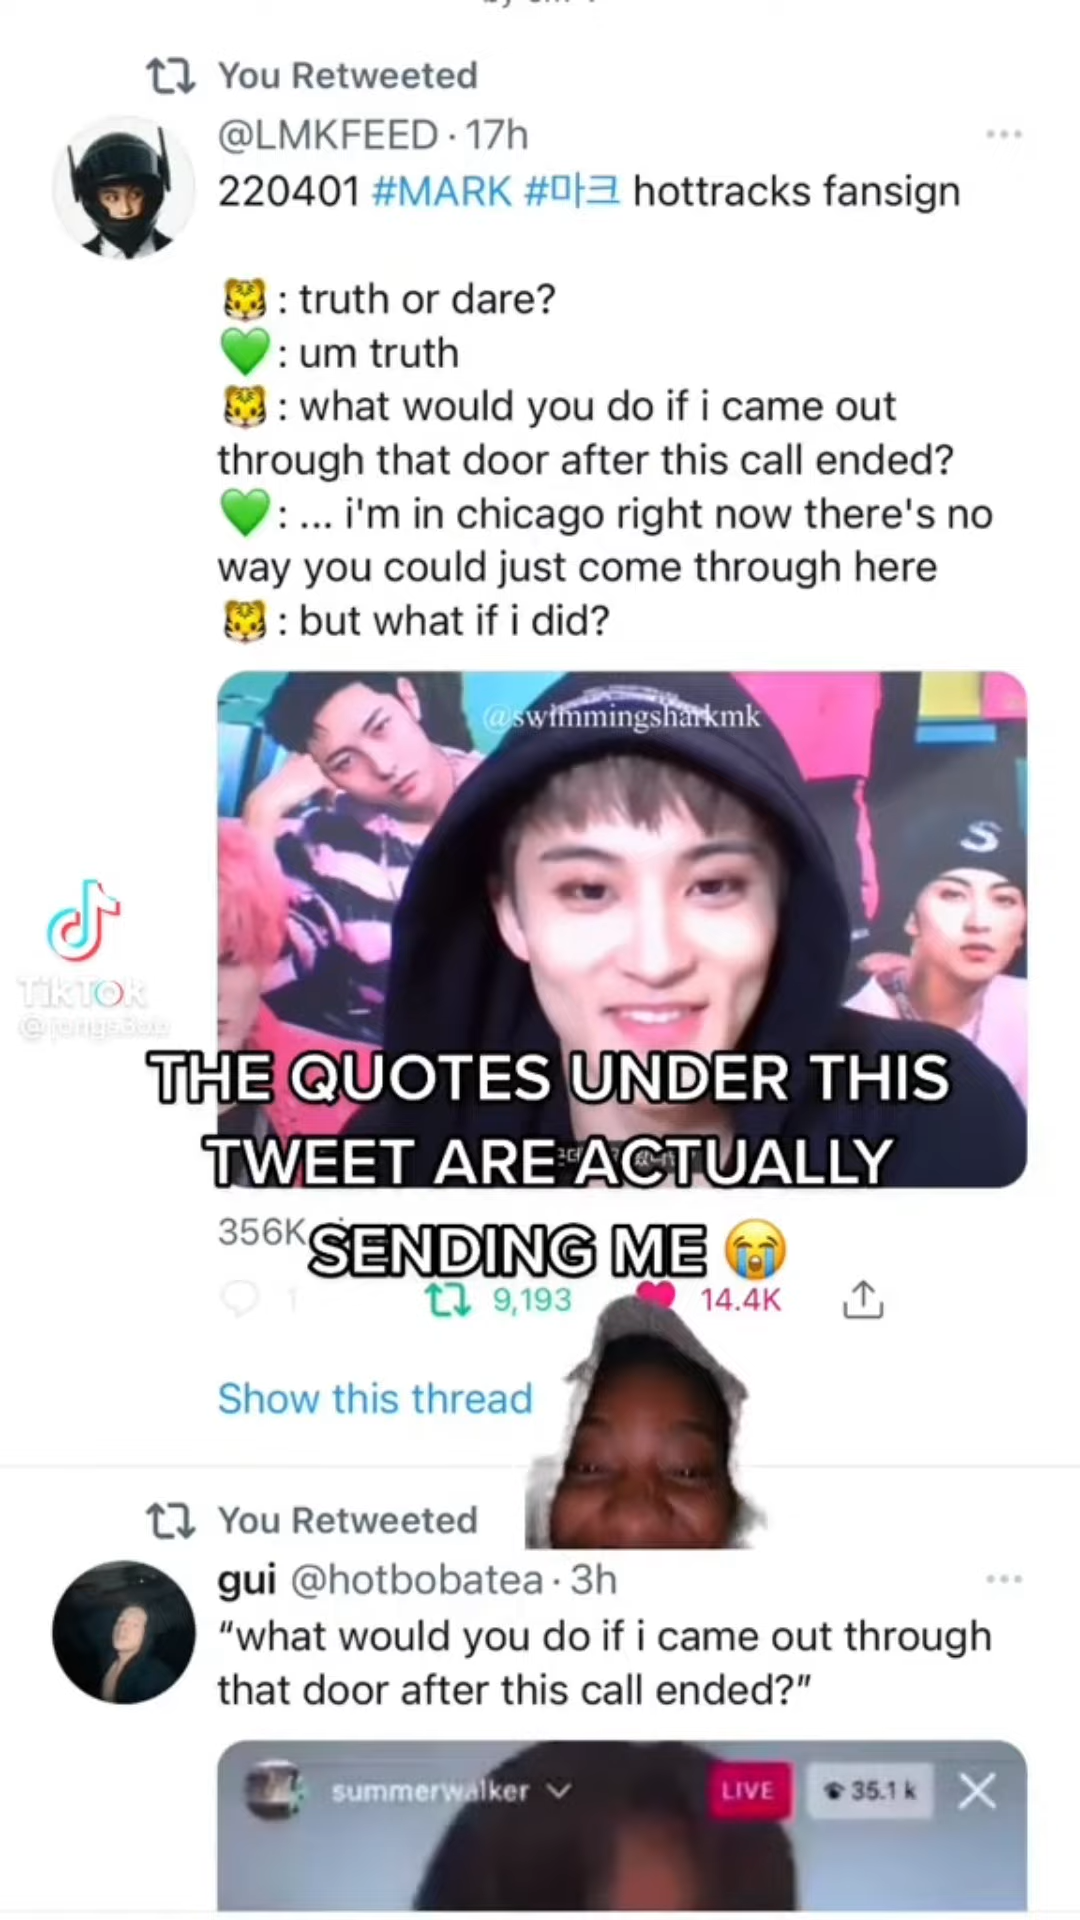 You Retweeted
@LMKFEED · 17h
220401 #MARK #마크 hottracks fansign
🐯 : truth or dare?
💚 : um truth
🐯 : what would you do if i came out
through that door after this call ended?
💚 : ... i'm in chicago right now there's no
way you could just come through here
🐯 : but what if i did?
@swimmingsharkmk
S
TikTok
THE QUOTES UNDER THIS
TWEET ARE ACTUALLY
SENDING ME 😭
356K
1 9,193 14.4K
Show this thread
You Retweeted
gui @hotbobatea · 3h
“what would you do if i came out through
that door after this call ended?”
summerwalker LIVE 35.1 k